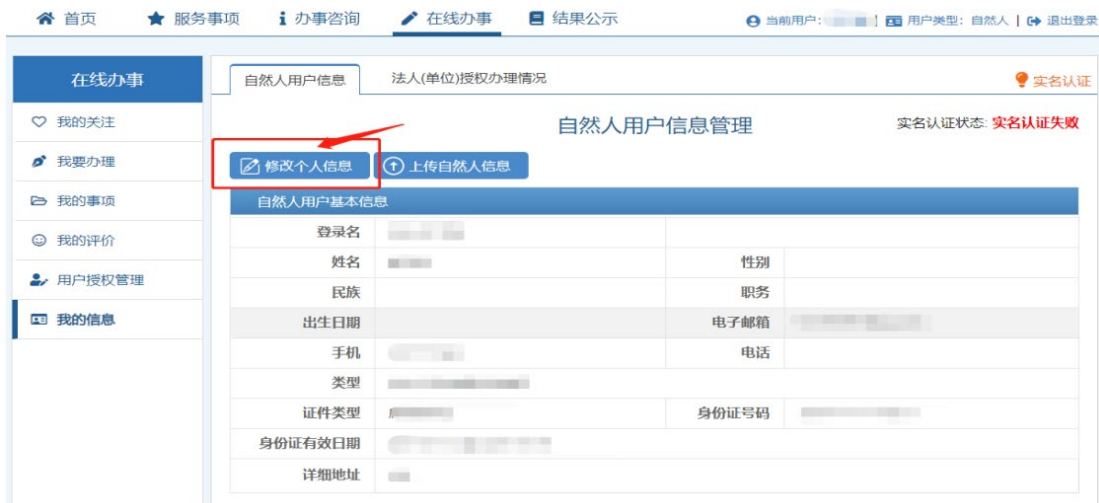 首页 服务事项 办事咨询 在线办事 结果公示 当前用户: 用户类型：自然人 | 退出登录
在线办事
我的关注
我要办理
我的事项
我的评价
用户授权管理
我的信息
自然人用户信息 法人(单位)授权办理情况 实名认证
自然人用户信息管理 实名认证状态: 实名认证失败
修改个人信息 上传自然人信息
自然人用户基本信息
登录名
姓名 性别
民族 职务
出生日期 电子邮箱
手机 电话
类型
证件类型 身份证号码
身份证有效日期
详细地址